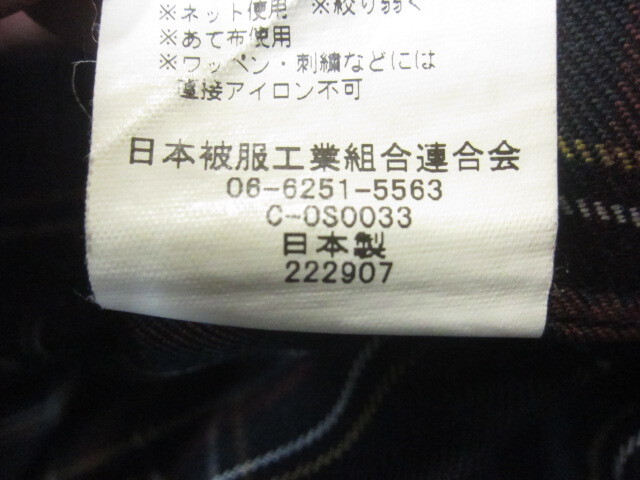 ※ネット使用 ※絞り弱く
※あて布使用
※ワッペン・刺繍などには
直接アイロン不可
日本被服工業組合連合会
06-6251-5563
C-OS0033
日本製
222907